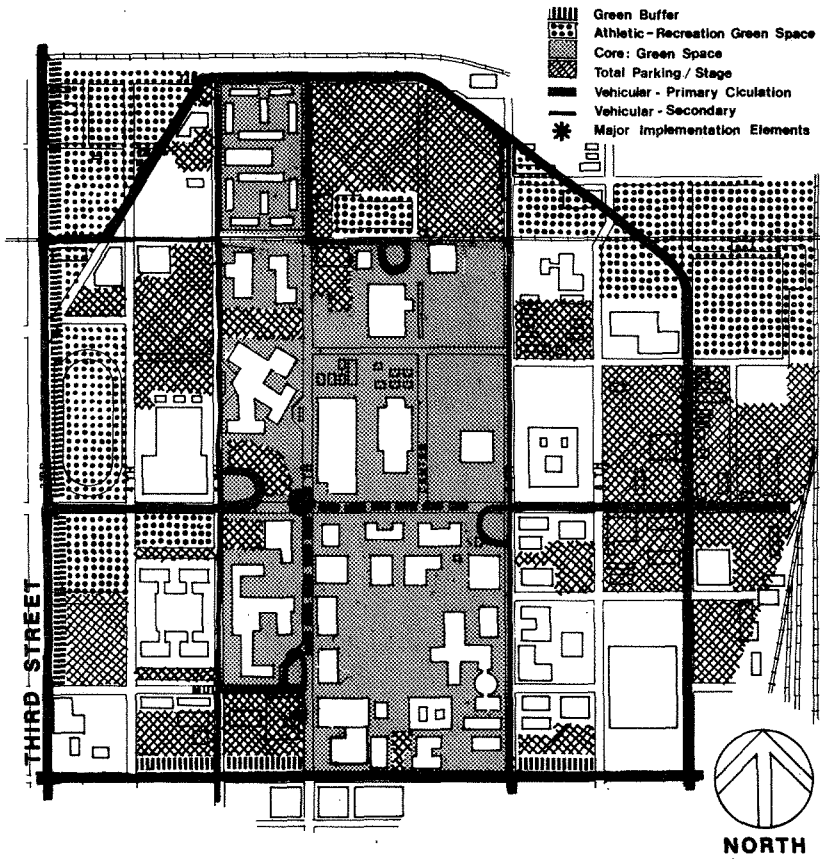 Green Buffer
Athletic-Recreation Green Space
Core: Green Space
Total Parking / Stage
Vehicular - Primary Ciculation
Vehicular - Secondary
Major Implementation Elements
THIRD STREET
NORTH